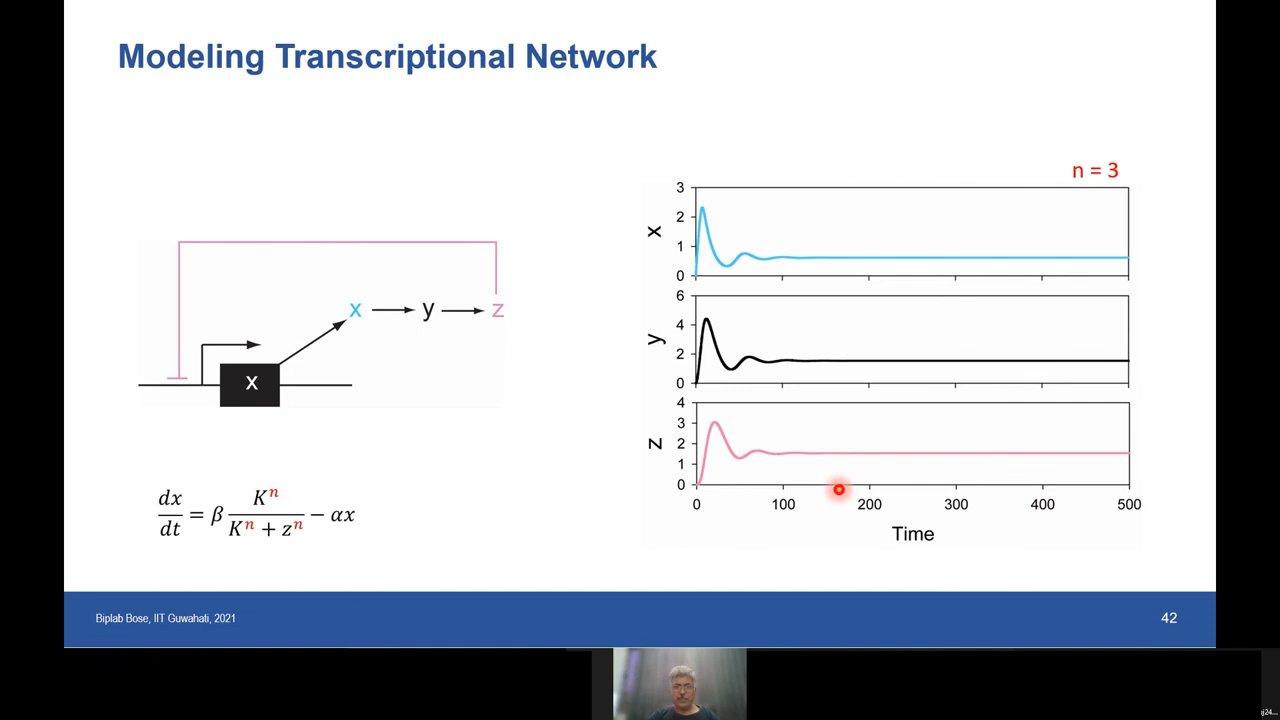 Modeling Transcriptional Network
n = 3
x
3
2
1
0
y
6
4
2
0
z
4
3
2
1
0
0 100 200 300 400 500
Time
x → y → z
x
dx/dt = β K^n/(K^n + z^n) − αx
Biplab Bose, IIT Guwahati, 2021
42